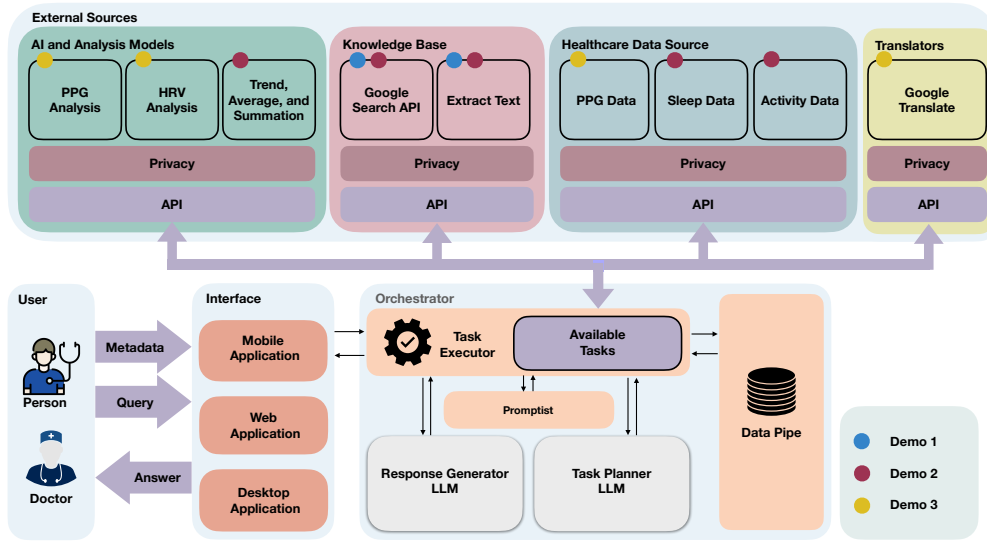 External Sources
AI and Analysis Models
PPG
Analysis
HRV
Analysis
Trend,
Average, and
Summation
Privacy
API
Knowledge Base
Google
Search API
Extract Text
Privacy
API
Healthcare Data Source
PPG Data
Sleep Data
Activity Data
Privacy
API
Translators
Google
Translate
Privacy
API
User
Person
Doctor
Metadata
Query
Answer
Interface
Mobile
Application
Web
Application
Desktop
Application
Orchestrator
Task
Executor
Available
Tasks
Promptist
Response Generator
LLM
Task Planner
LLM
Data Pipe
Demo 1
Demo 2
Demo 3